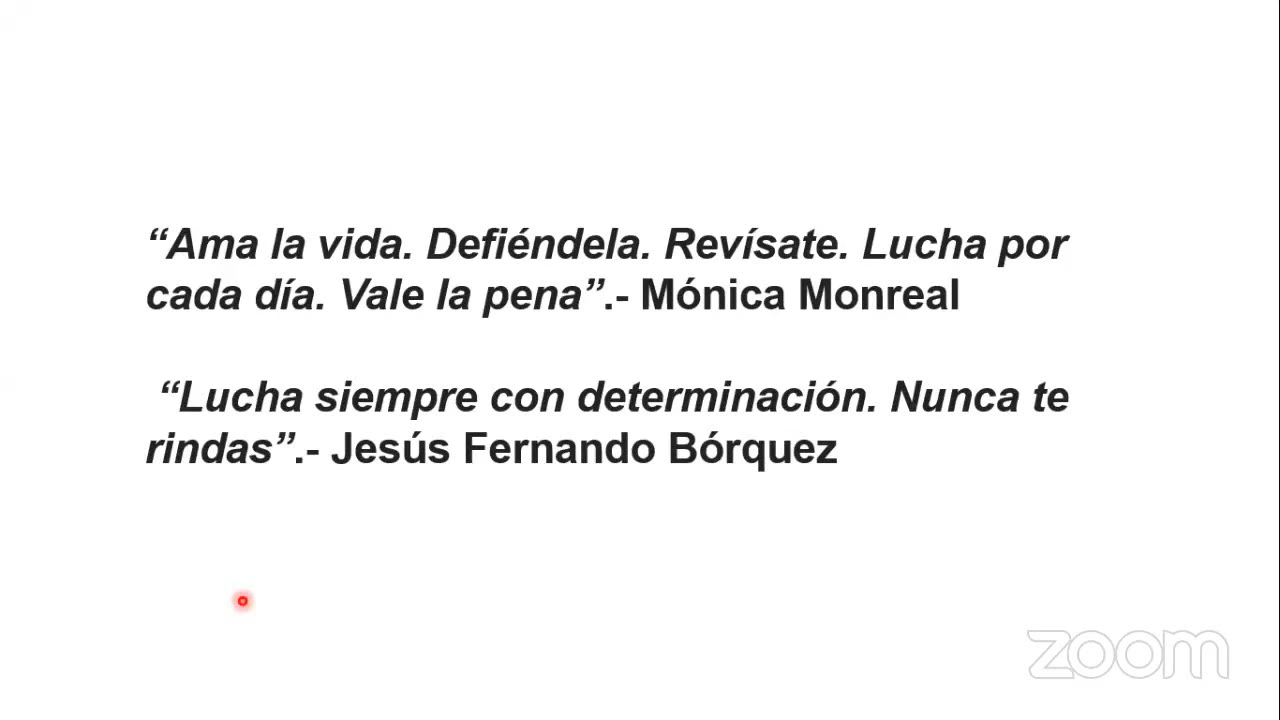 “Ama la vida. Defiéndela. Revísate. Lucha por
cada día. Vale la pena”.- Mónica Monreal
“Lucha siempre con determinación. Nunca te
rindas”.- Jesús Fernando Bórquez
zoom